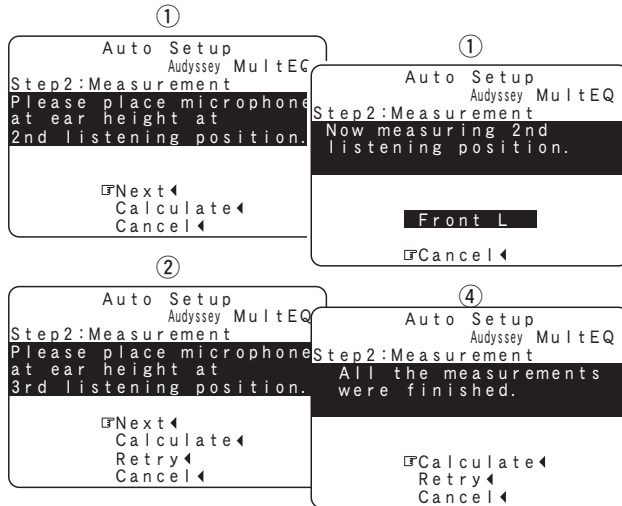 ①
Auto Setup
Audyssey MultEQ
Step2:Measurement
Please place microphone
at ear height at
2nd listening position.
☞Next◀
Calculate◀
Cancel◀
①
Auto Setup
Audyssey MultEQ
Step2:Measurement
Now measuring 2nd
listening position.
Front L
☞Cancel◀
②
Auto Setup
Audyssey MultEQ
Step2:Measurement
Please place microphone
at ear height at
3rd listening position.
☞Next◀
Calculate◀
Retry◀
Cancel◀
④
Auto Setup
Audyssey MultEQ
Step2:Measurement
All the measurements
were finished.
☞Calculate◀
Retry◀
Cancel◀